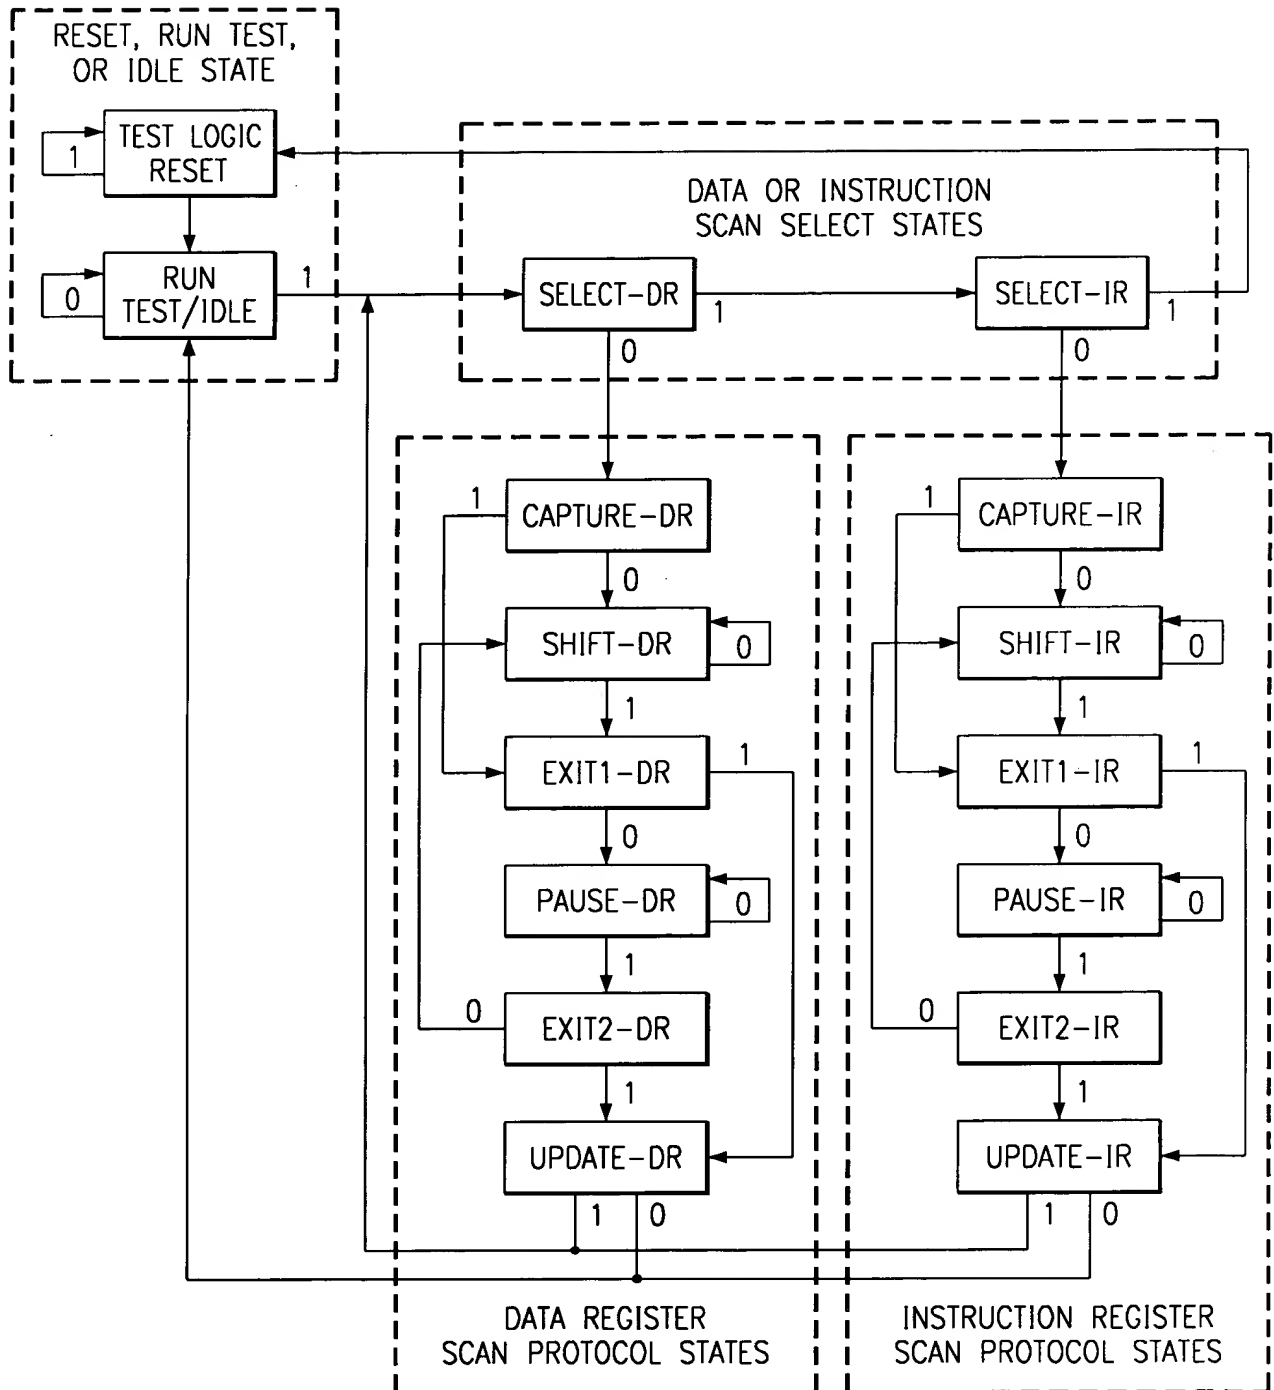 RESET, RUN TEST,
OR IDLE STATE
TEST LOGIC
RESET
1
RUN
TEST/IDLE
0
1
DATA OR INSTRUCTION
SCAN SELECT STATES
SELECT-DR
1
0
SELECT-IR
1
0
1
CAPTURE-DR
0
SHIFT-DR
0
1
EXIT1-DR
1
0
PAUSE-DR
0
1
0
EXIT2-DR
1
UPDATE-DR
1
0
DATA REGISTER
SCAN PROTOCOL STATES
1
CAPTURE-IR
0
SHIFT-IR
0
1
EXIT1-IR
1
0
PAUSE-IR
0
1
0
EXIT2-IR
1
UPDATE-IR
1
0
INSTRUCTION REGISTER
SCAN PROTOCOL STATES